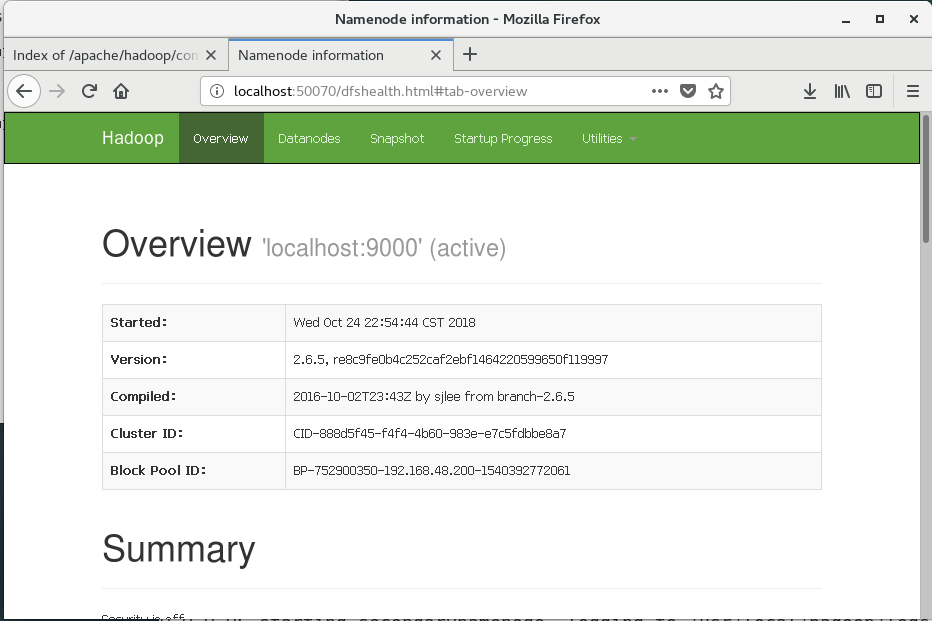 Namenode information - Mozilla Firefox
Index of /apache/hadoop/con
Namenode information
localhost:50070/dfshealth.html#tab-overview
Hadoop Overview Datanodes Snapshot Startup Progress Utilities
Overview 'localhost:9000' (active)
Started: Wed Oct 24 22:54:44 CST 2018
Version: 2.6.5, re8c9fe0b4c252caf2ebf1464220599650f119997
Compiled: 2016-10-02T23:43Z by sjlee from branch-2.6.5
Cluster ID: CID-888d5f45-f4f4-4b60-983e-e7c5fdbbe8a7
Block Pool ID: BP-752900350-192.168.48.200-1540392772061
Summary
Security is off